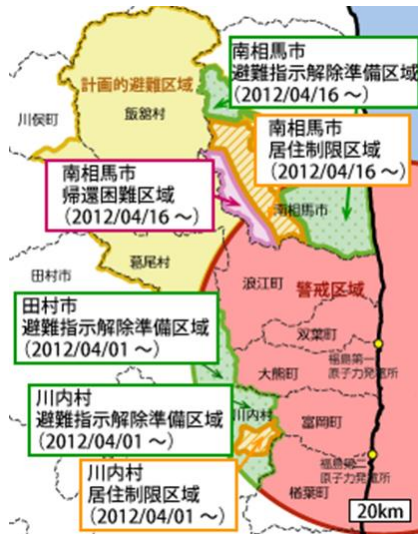 南相馬市
避難指示解除準備区域
(2012/04/16 ～)
計画的避難区域
飯舘村
川俣町
南相馬市
居住制限区域
(2012/04/16 ～)
南相馬市
帰還困難区域
(2012/04/16 ～)
南相馬市
田村市
葛尾村
浪江町
警戒区域
田村市
避難指示解除準備区域
(2012/04/01 ～)
双葉町
福島第一
原子力発電所
大熊町
川内村
避難指示解除準備区域
(2012/04/01 ～)
川内村
富岡町
川内村
居住制限区域
(2012/04/01 ～)
福島第二
原子力発電所
楢葉町
20km